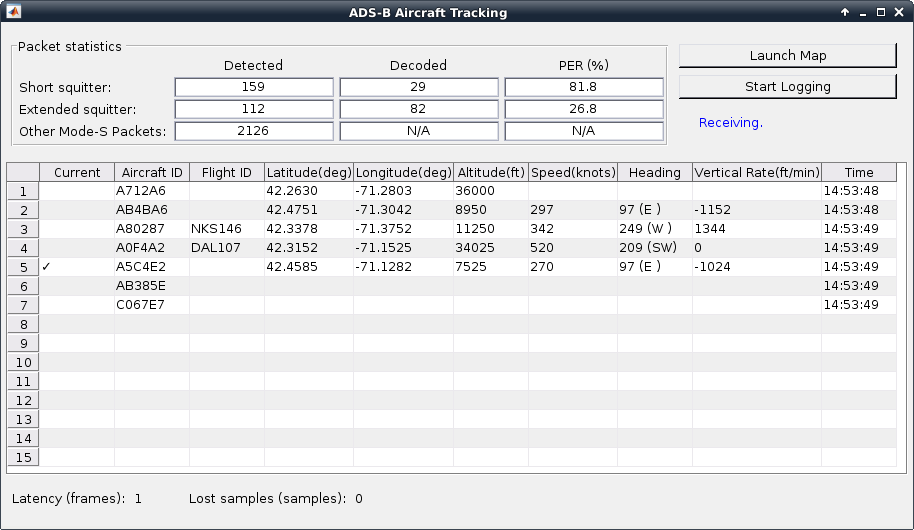 ADS-B Aircraft Tracking
Packet statistics
Detected Decoded PER (%)
Short squitter: 159 29 81.8
Extended squitter: 112 82 26.8
Other Mode-S Packets: 2126 N/A N/A
Launch Map
Start Logging
Receiving.
Current Aircraft ID Flight ID Latitude(deg) Longitude(deg) Altitude(ft) Speed(knots) Heading Vertical Rate(ft/min) Time
1 A712A6 42.2630 -71.2803 36000 14:53:48
2 AB4BA6 42.4751 -71.3042 8950 297 97 (E ) -1152 14:53:48
3 A80287 NKS146 42.3378 -71.3752 11250 342 249 (W ) 1344 14:53:49
4 A0F4A2 DAL107 42.3152 -71.1525 34025 520 209 (SW) 0 14:53:49
5 ✓ A5C4E2 42.4585 -71.1282 7525 270 97 (E ) -1024 14:53:49
6 AB385E 14:53:49
7 C067E7 14:53:49
8
9
10
11
12
13
14
15
Latency (frames): 1 Lost samples (samples): 0